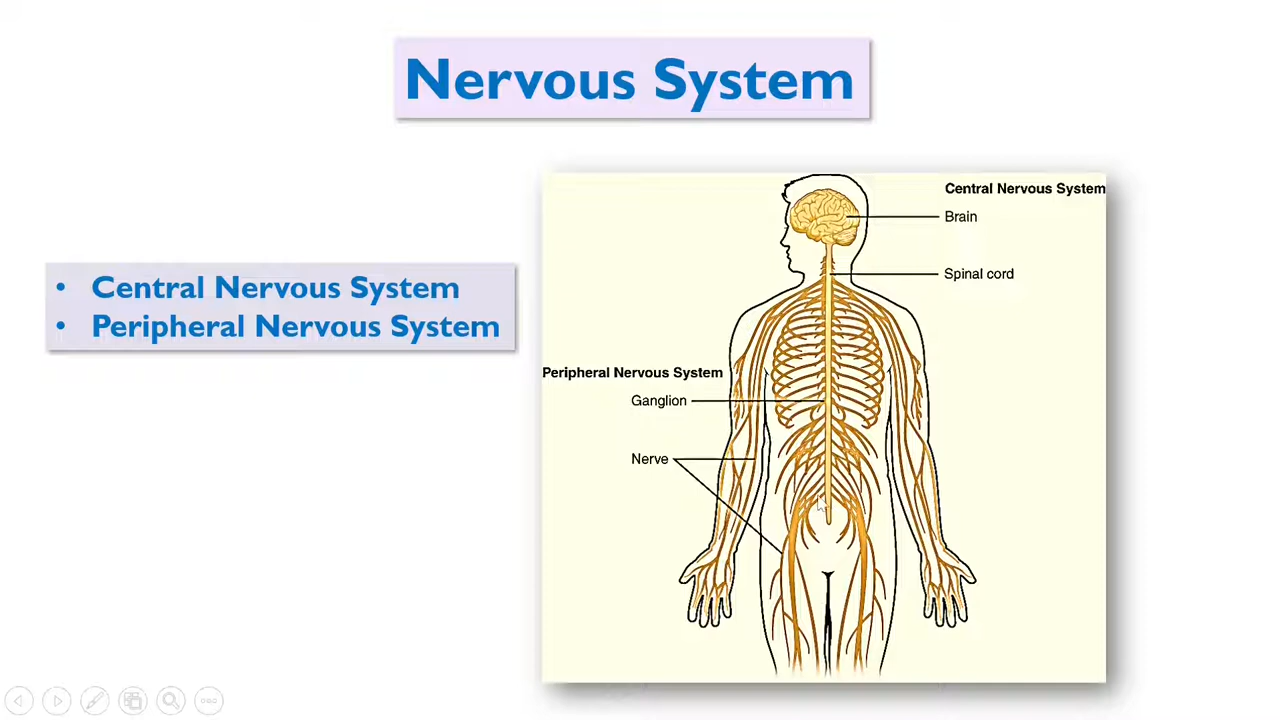 Nervous System
• Central Nervous System
• Peripheral Nervous System
Central Nervous System
Brain
Spinal cord
Peripheral Nervous System
Ganglion
Nerve